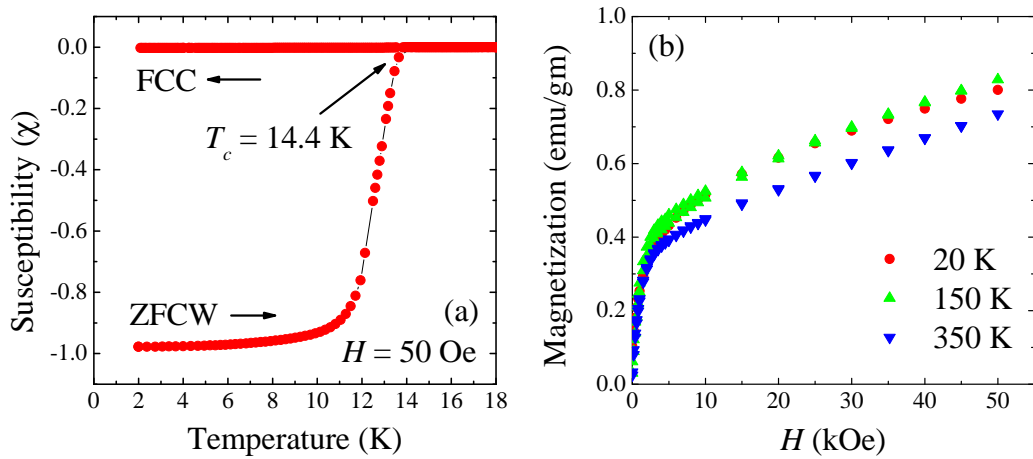 0.0
-0.2
-0.4
-0.6
-0.8
-1.0
Susceptibility (χ)
FCC
T_c = 14.4 K
ZFCW
(a)
H = 50 Oe
0 2 4 6 8 10 12 14 16 18
Temperature (K)
1.0
0.8
0.6
0.4
0.2
0.0
Magnetization (emu/gm)
(b)
20 K
150 K
350 K
0 10 20 30 40 50
H (kOe)